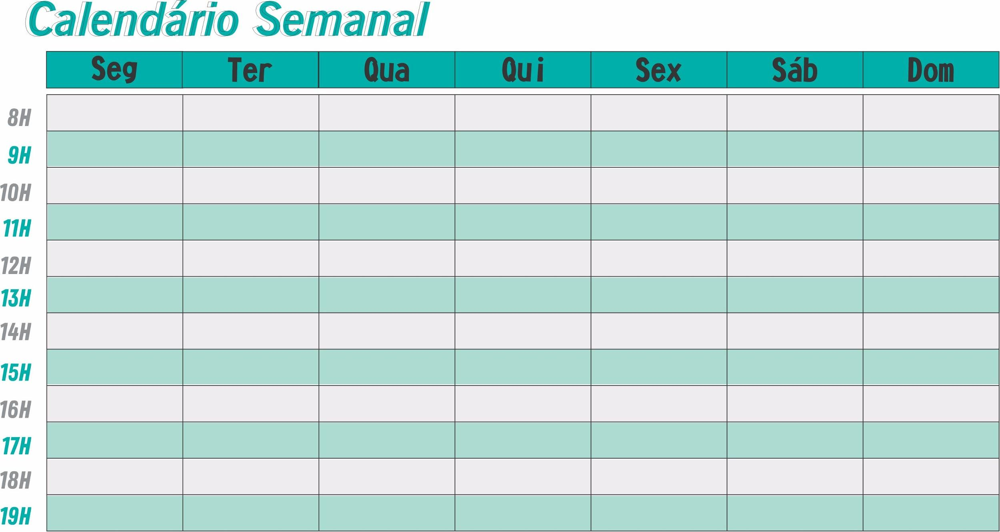 Calendário Semanal
Seg Ter Qua Qui Sex Sáb Dom
8H
9H
10H
11H
12H
13H
14H
15H
16H
17H
18H
19H